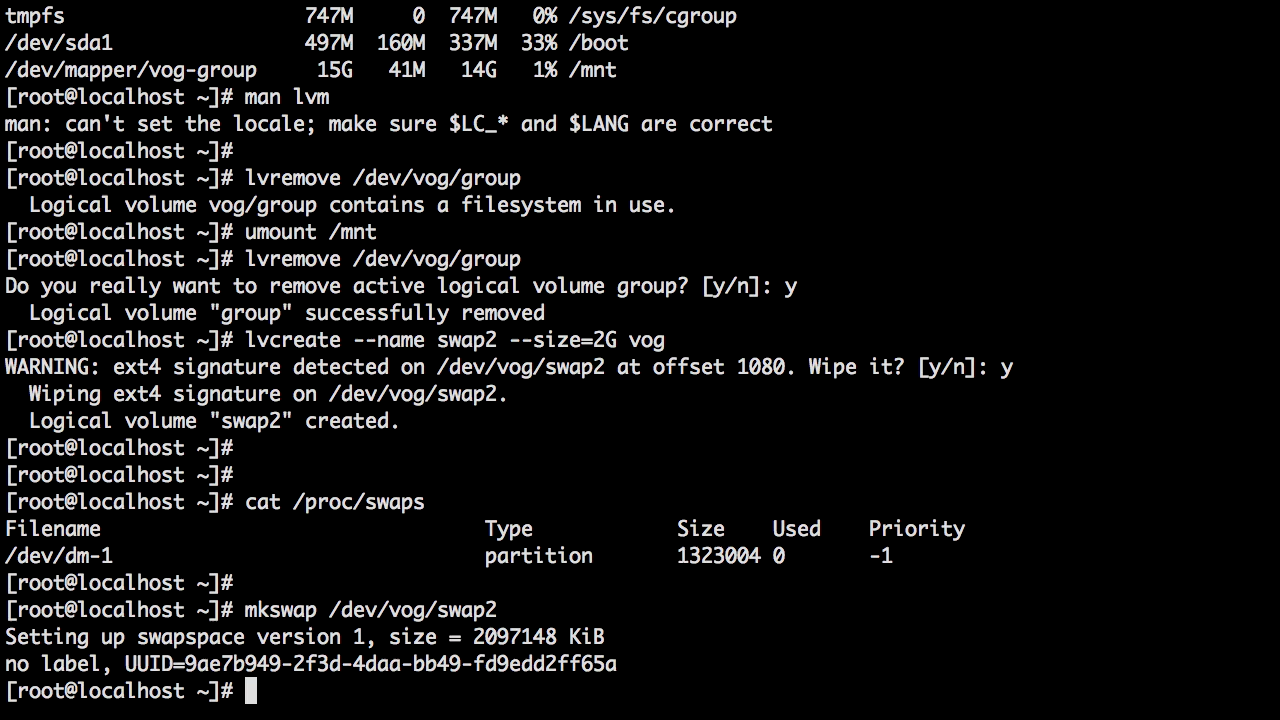 tmpfs 747M 0 747M 0% /sys/fs/cgroup
/dev/sda1 497M 160M 337M 33% /boot
/dev/mapper/vog-group 15G 41M 14G 1% /mnt
[root@localhost ~]# man lvm
man: can't set the locale; make sure $LC_* and $LANG are correct
[root@localhost ~]#
[root@localhost ~]# lvremove /dev/vog/group
  Logical volume vog/group contains a filesystem in use.
[root@localhost ~]# umount /mnt
[root@localhost ~]# lvremove /dev/vog/group
Do you really want to remove active logical volume group? [y/n]: y
  Logical volume "group" successfully removed
[root@localhost ~]# lvcreate --name swap2 --size=2G vog
WARNING: ext4 signature detected on /dev/vog/swap2 at offset 1080. Wipe it? [y/n]: y
  Wiping ext4 signature on /dev/vog/swap2.
  Logical volume "swap2" created.
[root@localhost ~]#
[root@localhost ~]#
[root@localhost ~]# cat /proc/swaps
Filename Type Size Used Priority
/dev/dm-1 partition 1323004 0 -1
[root@localhost ~]#
[root@localhost ~]# mkswap /dev/vog/swap2
Setting up swapspace version 1, size = 2097148 KiB
no label, UUID=9ae7b949-2f3d-4daa-bb49-fd9edd2ff65a
[root@localhost ~]#